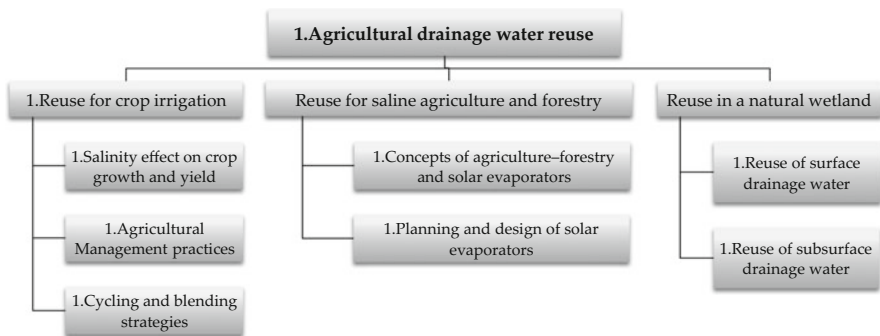 1.Agricultural drainage water reuse
1.Reuse for crop irrigation
1.Salinity effect on crop
growth and yield
1.Agricultural
Management practices
1.Cycling and blending
strategies
Reuse for saline agriculture and forestry
1.Concepts of agriculture–forestry
and solar evaporators
1.Planning and design of solar
evaporators
Reuse in a natural wetland
1.Reuse of surface
drainage water
1.Reuse of subsurface
drainage water